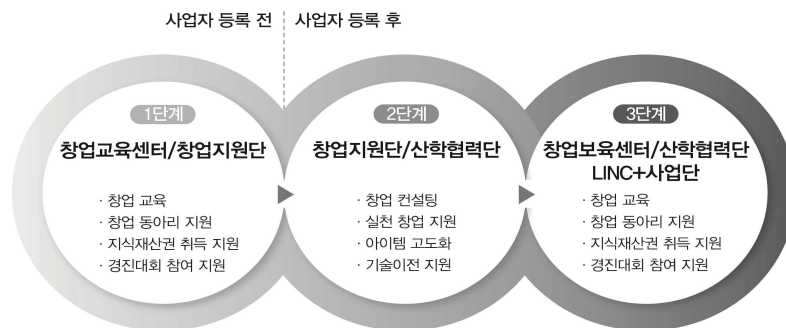 사업자 등록 전
사업자 등록 후
1단계
창업교육센터/창업지원단
· 창업 교육
· 창업 동아리 지원
· 지식재산권 취득 지원
· 경진대회 참여 지원
2단계
창업지원단/산학협력단
· 창업 컨설팅
· 실천 창업 지원
· 아이템 고도화
· 기술이전 지원
3단계
창업보육센터/산학협력단
LINC+사업단
· 창업 교육
· 창업 동아리 지원
· 지식재산권 취득 지원
· 경진대회 참여 지원